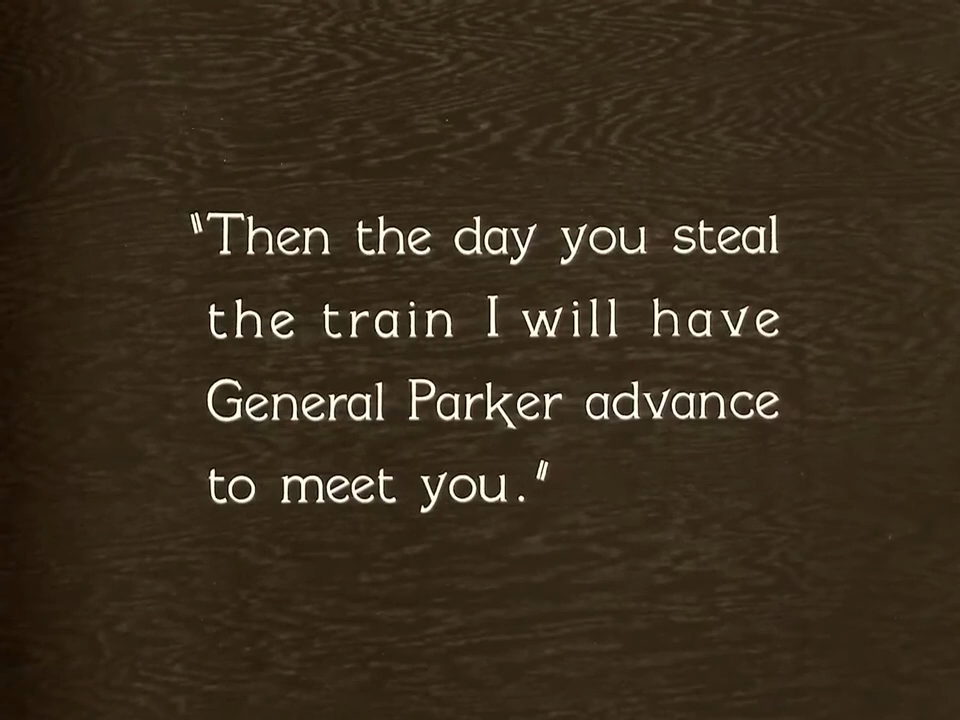 "Then the day you steal
the train I will have
General Parker advance
to meet you."